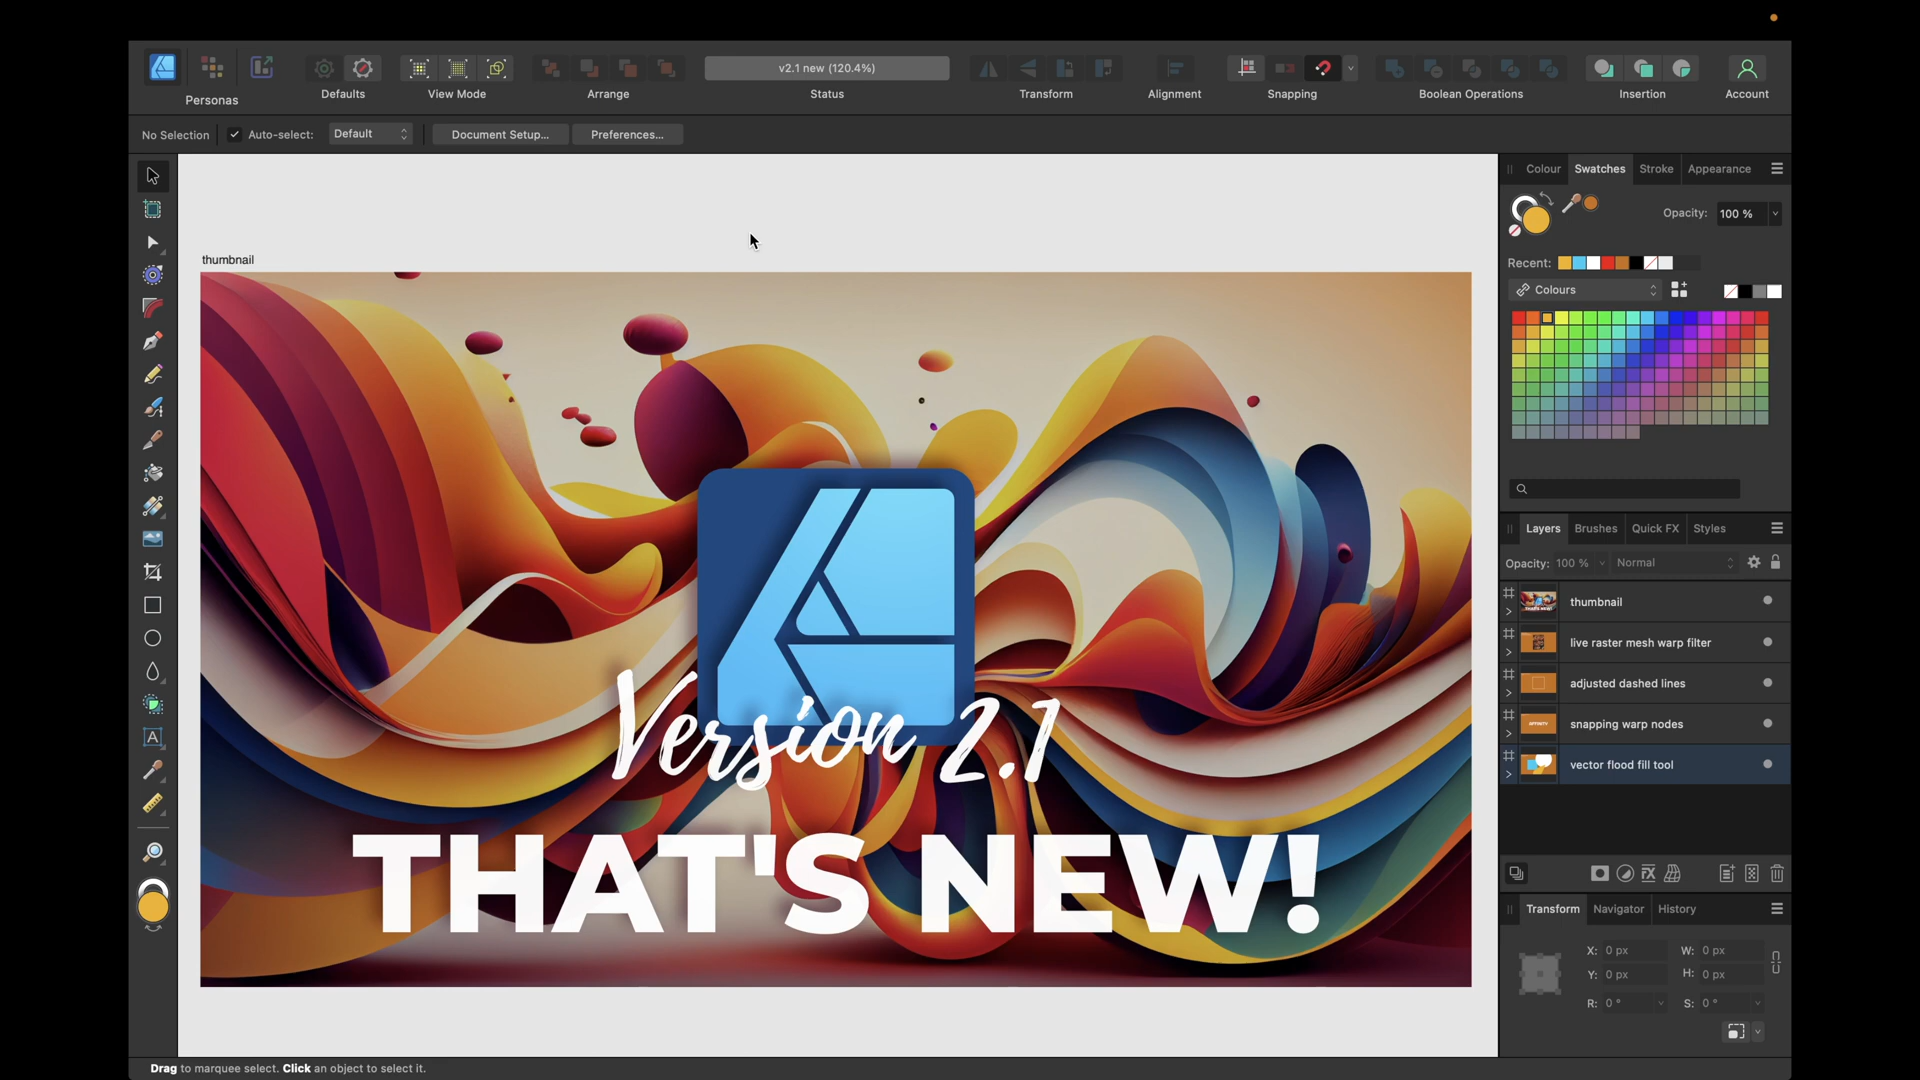 v2.1 new (120.4%)
Personas
Defaults
View Mode
Arrange
Status
Transform
Alignment
Snapping
Boolean Operations
Insertion
Account
No Selection
Auto-select:
Default
Document Setup...
Preferences...
Colour
Swatches
Stroke
Appearance
Opacity:
100 %
Recent:
Colours
thumbnail
Version 2.1
THAT'S NEW!
Layers
Brushes
Quick FX
Styles
Opacity:
100 %
Normal
thumbnail
live raster mesh warp filter
adjusted dashed lines
snapping warp nodes
vector flood fill tool
Transform
Navigator
History
X: 0 px
W: 0 px
Y: 0 px
H: 0 px
R: 0 °
S: 0 °
Drag to marquee select. Click an object to select it.